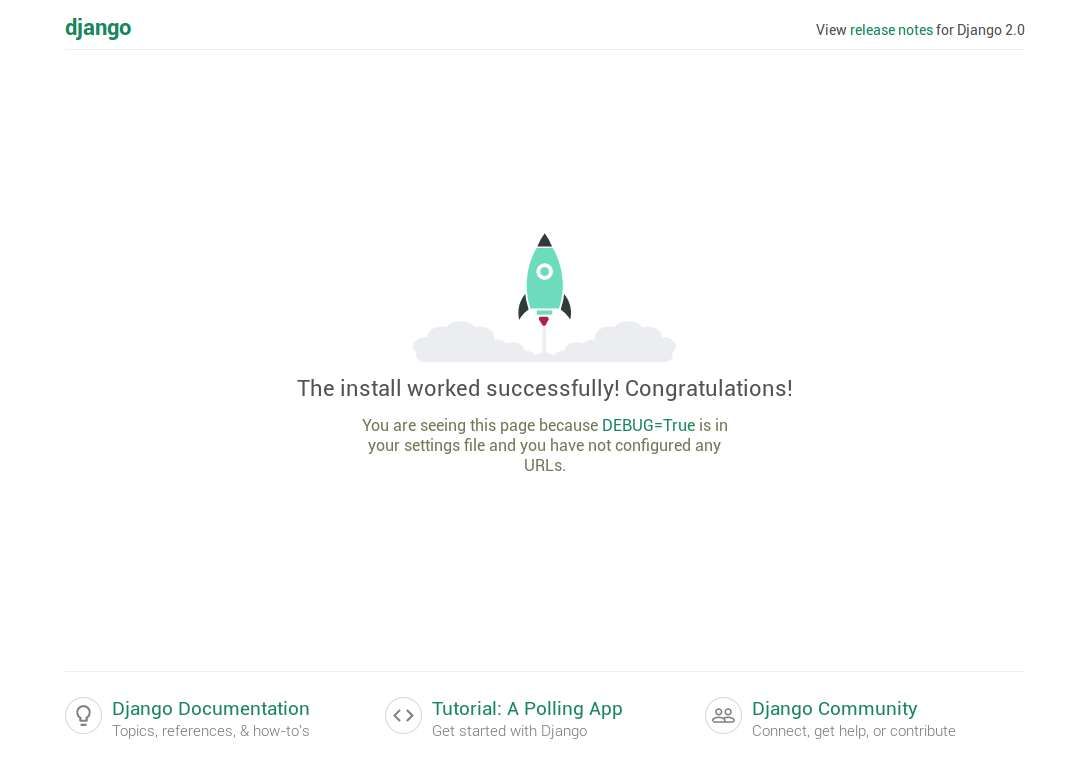 django
View release notes for Django 2.0
The install worked successfully! Congratulations!
You are seeing this page because DEBUG=True is in
your settings file and you have not configured any
URLs.
Django Documentation
Topics, references, & how-to's
Tutorial: A Polling App
Get started with Django
Django Community
Connect, get help, or contribute